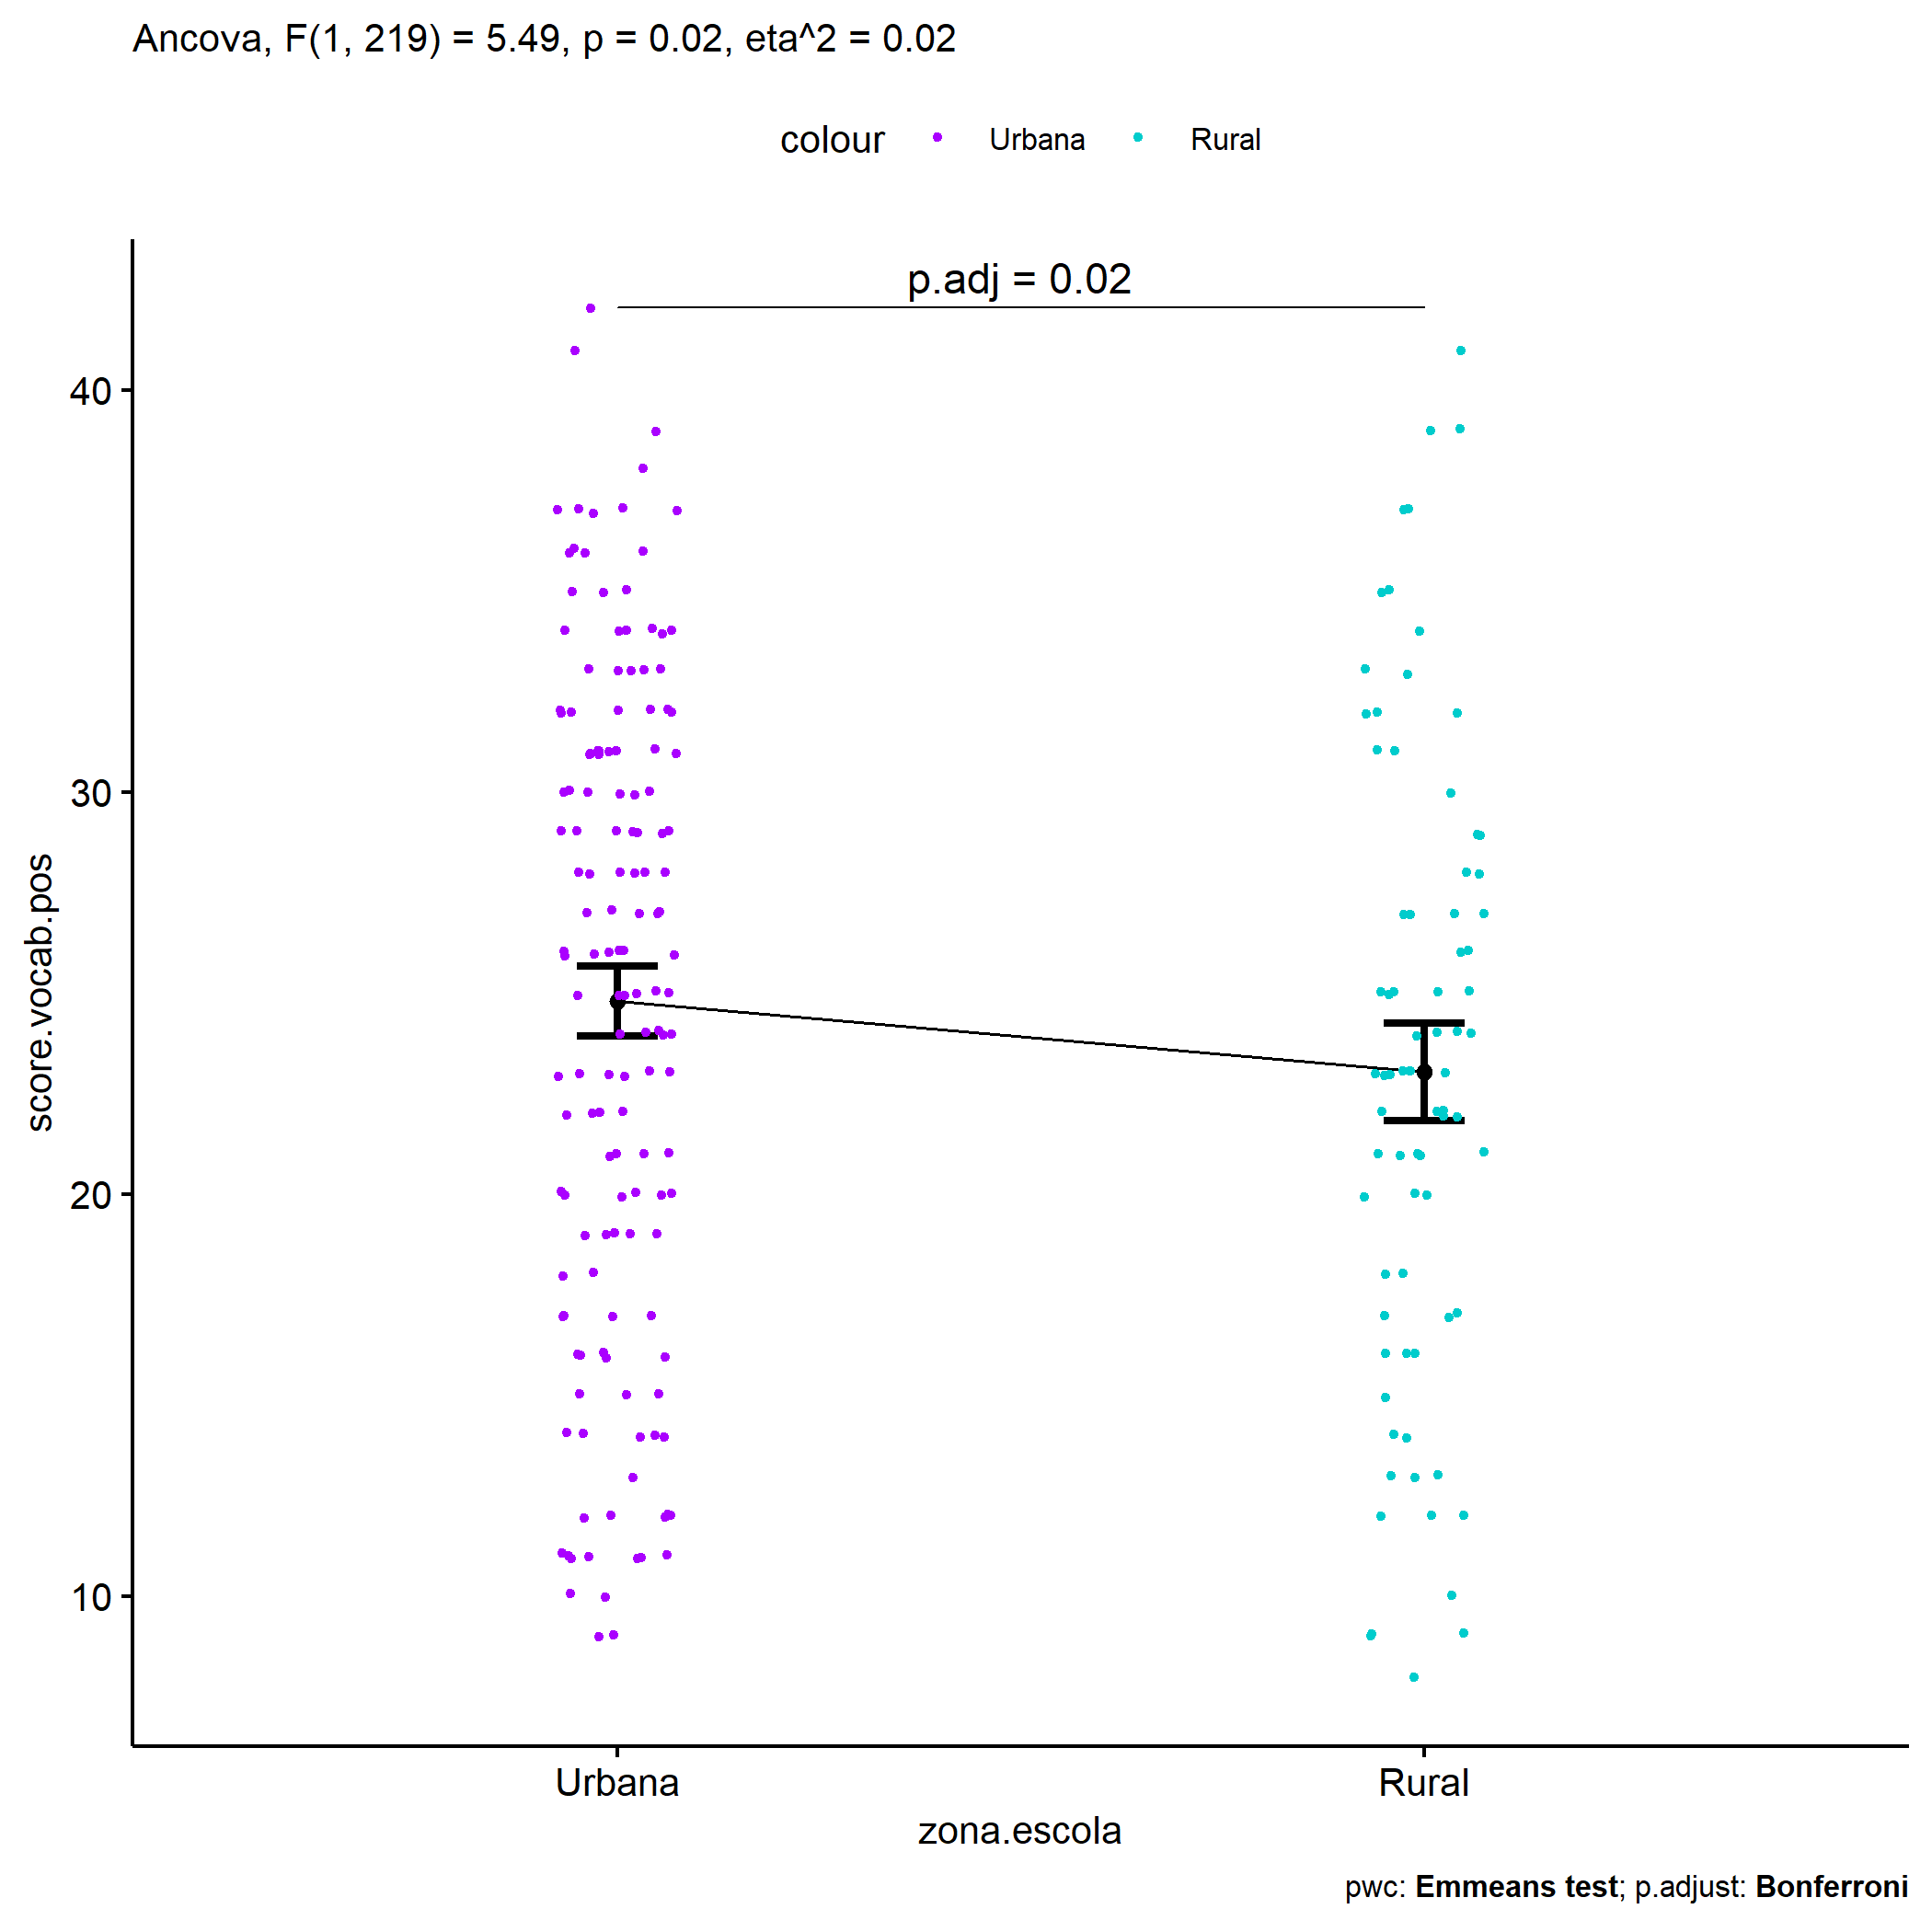 Ancova, F(1, 219) = 5.49, p = 0.02, eta^2 = 0.02
colour Urbana Rural
p.adj = 0.02
40
30
20
10
score.vocab.pos
Urbana Rural
zona.escola
pwc: Emmeans test; p.adjust: Bonferroni